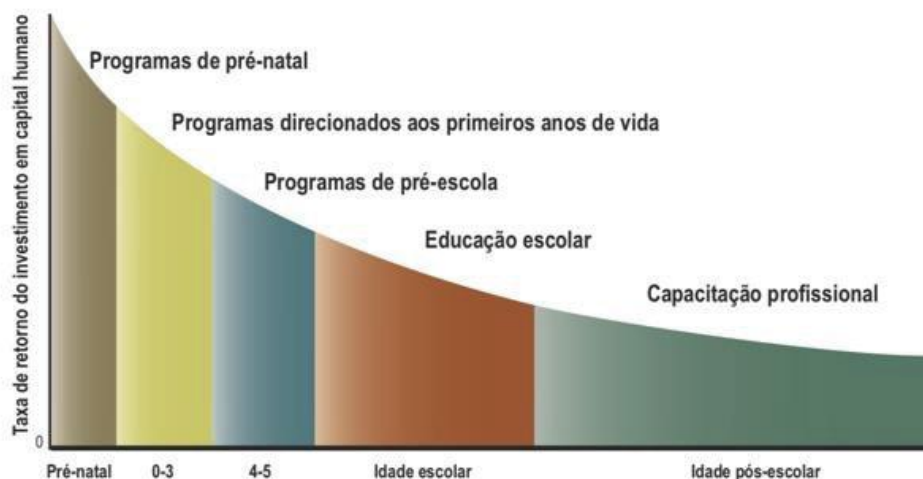 Taxa de retorno do investimento em capital humano
Programas de pré-natal
Programas direcionados aos primeiros anos de vida
Programas de pré-escola
Educação escolar
Capacitação profissional
0
Pré-natal
0-3
4-5
Idade escolar
Idade pós-escolar